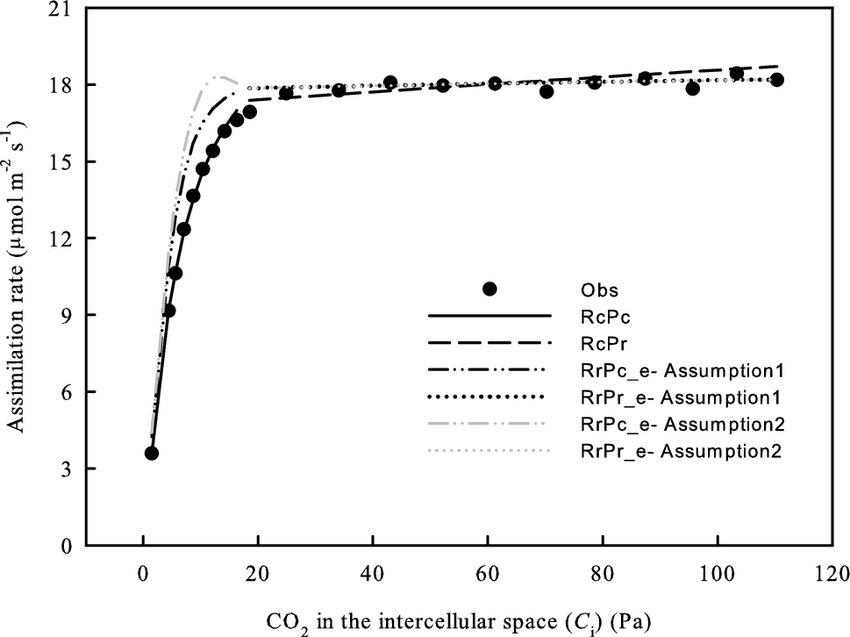 21
18
15
12
9
6
3
0
Assimilation rate (μmol m⁻² s⁻¹)
Obs
RcPc
RcPr
RrPc_e- Assumption1
RrPr_e- Assumption1
RrPc_e- Assumption2
RrPr_e- Assumption2
0 20 40 60 80 100 120
CO₂ in the intercellular space (Cᵢ) (Pa)